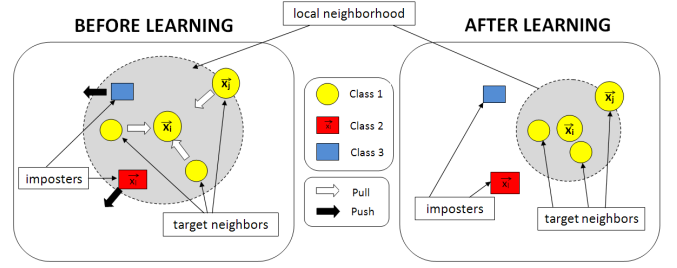 BEFORE LEARNING
local neighborhood
AFTER LEARNING
x⃗j
x⃗i
imposters
target neighbors
Class 1
Class 2
Class 3
Pull
Push
x⃗j
x⃗i
imposters
target neighbors